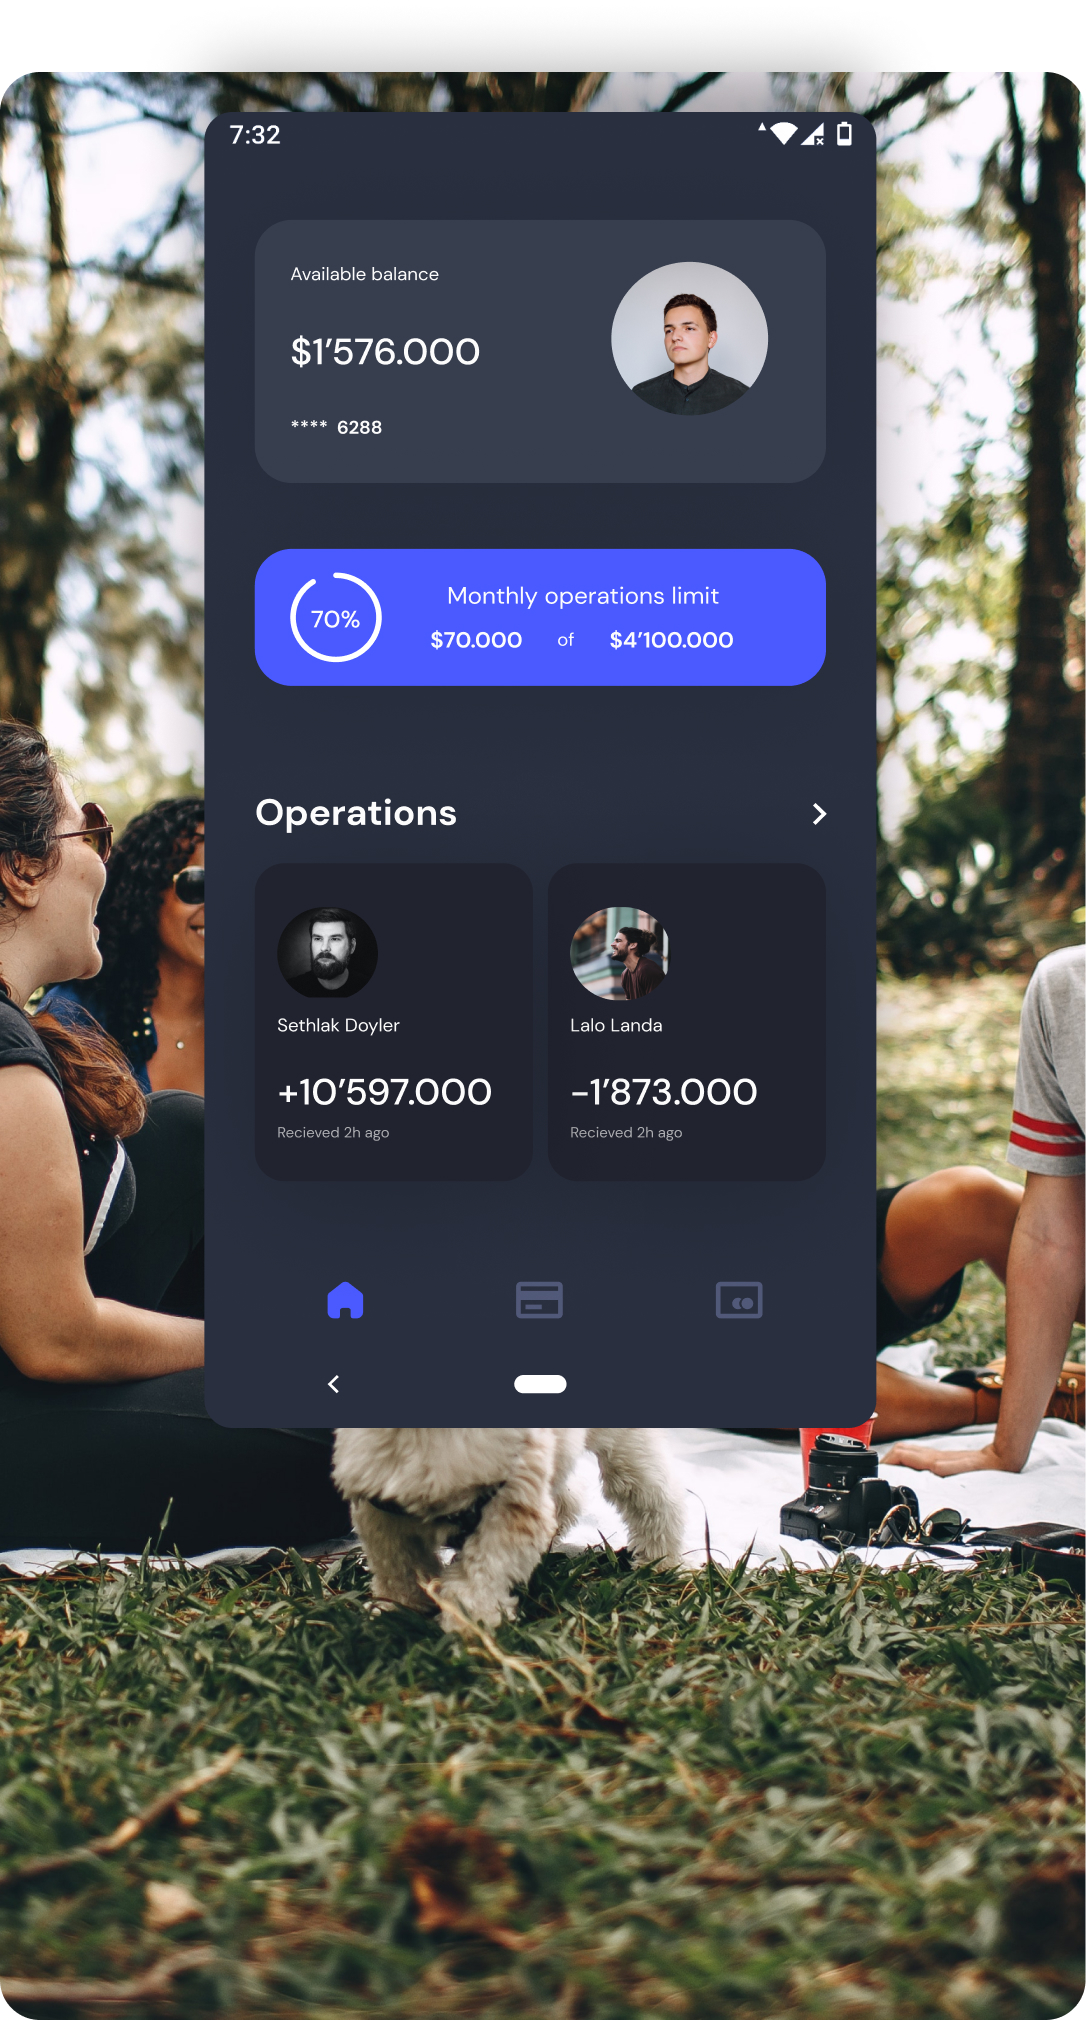 7:32
Available balance
$1’576.000
**** 6288
70%
Monthly operations limit
$70.000 of $4’100.000
Operations
Sethlak Doyler
+10’597.000
Recieved 2h ago
Lalo Landa
-1’873.000
Recieved 2h ago